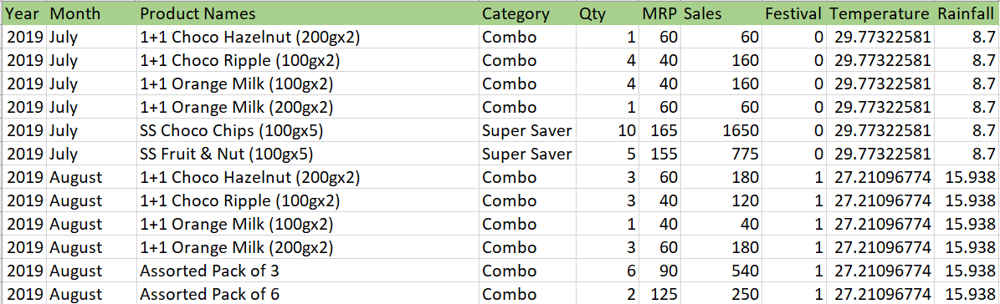 Year Month Product Names Category Qty MRP Sales Festival Temperature Rainfall
2019 July 1+1 Choco Hazelnut (200gx2) Combo 1 60 60 0 29.77322581 8.7
2019 July 1+1 Choco Ripple (100gx2) Combo 4 40 160 0 29.77322581 8.7
2019 July 1+1 Orange Milk (100gx2) Combo 4 40 160 0 29.77322581 8.7
2019 July 1+1 Orange Milk (200gx2) Combo 1 60 60 0 29.77322581 8.7
2019 July SS Choco Chips (100gx5) Super Saver 10 165 1650 0 29.77322581 8.7
2019 July SS Fruit & Nut (100gx5) Super Saver 5 155 775 0 29.77322581 8.7
2019 August 1+1 Choco Hazelnut (200gx2) Combo 3 60 180 1 27.21096774 15.938
2019 August 1+1 Choco Ripple (100gx2) Combo 3 40 120 1 27.21096774 15.938
2019 August 1+1 Orange Milk (100gx2) Combo 1 40 40 1 27.21096774 15.938
2019 August 1+1 Orange Milk (200gx2) Combo 3 60 180 1 27.21096774 15.938
2019 August Assorted Pack of 3 Combo 6 90 540 1 27.21096774 15.938
2019 August Assorted Pack of 6 Combo 2 125 250 1 27.21096774 15.938